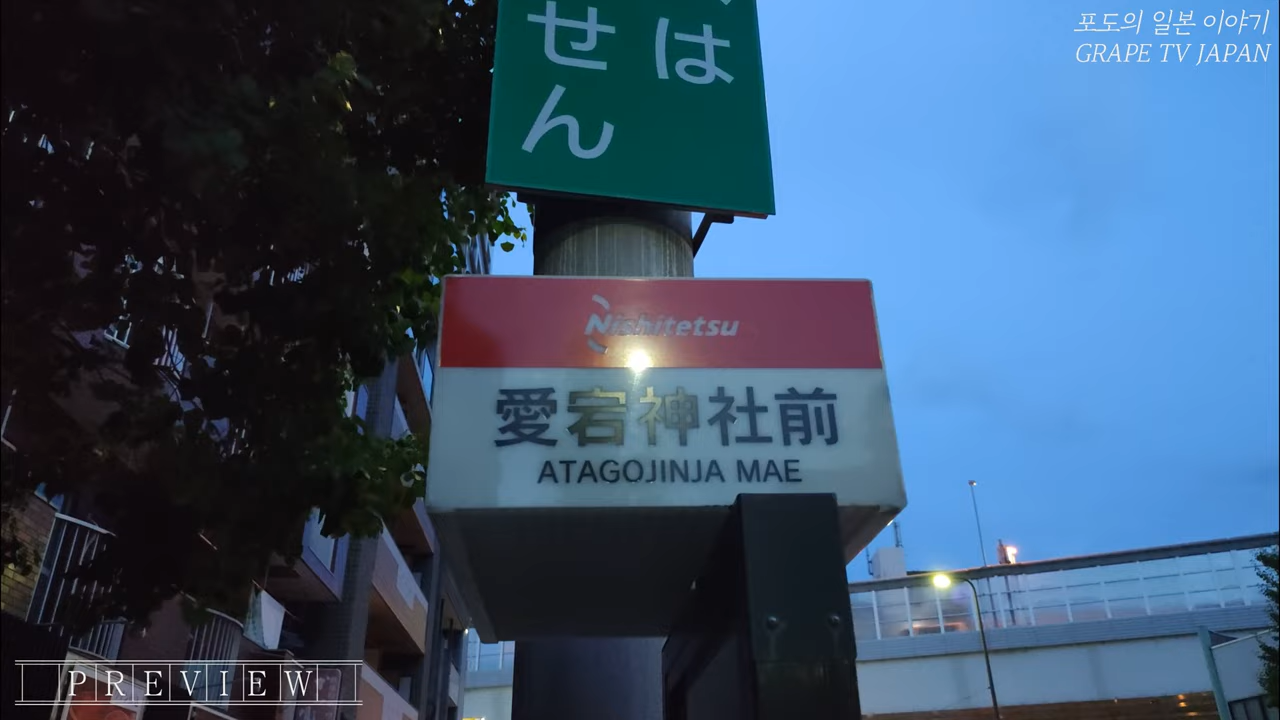 포도의 일본 이야기
GRAPE TV JAPAN
は
せん
Nishitetsu
愛宕神社前
ATAGOJINJA MAE
PREVIEW